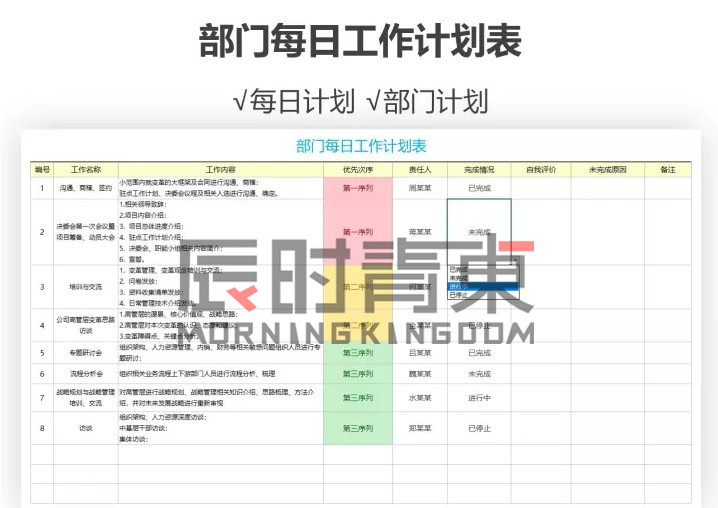 部门每日工作计划表
√每日计划 √部门计划
部门每日工作计划表
编号 工作名称 工作内容 优先次序 责任人 完成情况 自我评价 未完成原因 备注
1 沟通、商榷、签约 小范围内就变革的大框架及合同进行沟通、商榷；
驻点工作计划、决委会议程及相关人选进行沟通、确定。 第一序列 周某某 已完成
2 决委会第一次会议暨
项目筹备、动员大会 1.相关领导致辞；
2.项目内容介绍；
3. 项目总体进度介绍；
4. 驻点工作计划介绍；
5. 决委会、职能小组相关内容简介；
6. 宣誓。 第一序列 蒋某某 未完成
已完成
未完成
进行中
已停止
3 培训与交流 1. 变革管理、变革观念培训与交流；
2. 问卷发放；
3. 资料收集清单发放；
4. 日常管理技术介绍发动。 第二序列 何某某
4 公司高管层变革思路
访谈 1.高管层的愿景、核心价值观、战略思路；
2.高管层对本次变革的认识、态度和建议；
3.变革障碍点、关键点分析。 第二序列 金某某 已停止
5 专题研讨会 组织架构、人力资源管理、内祸、财务等相关敏感问题组织人员进行专
题研讨； 第三序列 吕某某 已完成
6 流程分析会 组织相关业务流程上下游部门人员进行流程分析、梳理 第三序列 魏某某 未完成
7 战略规划与战略管理
培训、交流 对高管层进行战略规划、战略管理相关知识介绍、思路梳理、方法介
绍，并对未来发展战略进行重新审视 第三序列 水某某 进行中
8 访谈 组织架构、人力资源深度访谈；
中基层干部访谈；
集体访谈； 第三序列 郑某某 已停止
辰时青東
MORNINGKINGDOM